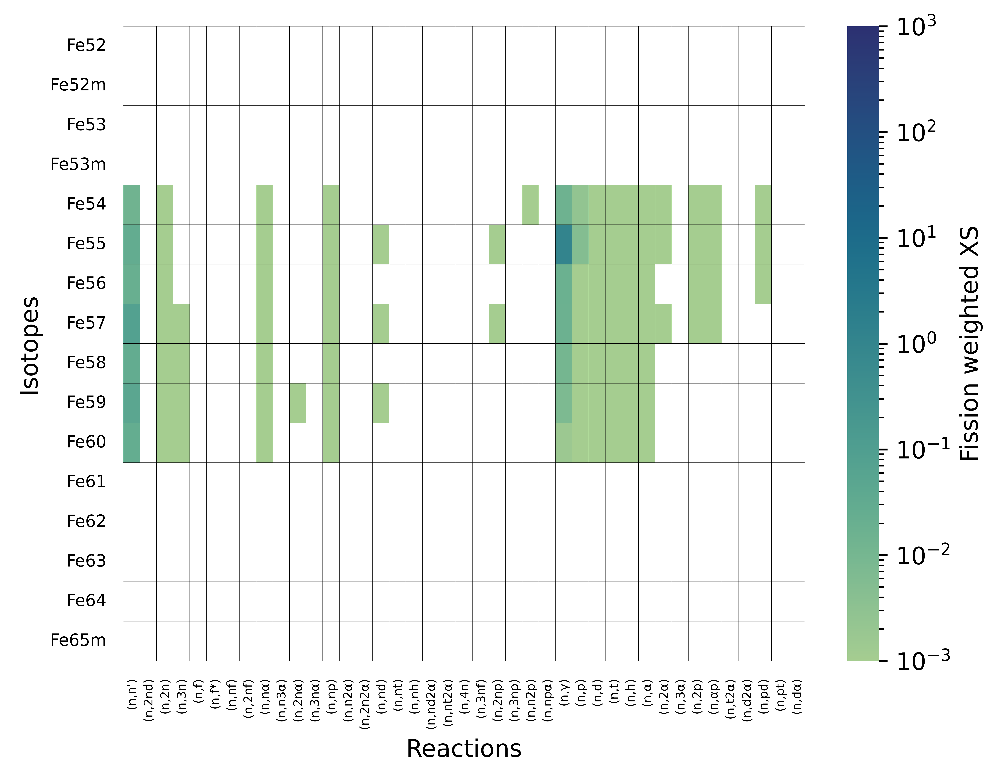 Fe52
Fe52m
Fe53
Fe53m
Fe54
Fe55
Fe56
Fe57
Fe58
Fe59
Fe60
Fe61
Fe62
Fe63
Fe64
Fe65m
Isotopes
(n,n')
(n,2nd)
(n,2n)
(n,3n)
(n,f)
(n,f*)
(n,nf)
(n,2nf)
(n,nα)
(n,n3α)
(n,2nα)
(n,3nα)
(n,np)
(n,n2α)
(n,2n2α)
(n,nd)
(n,nt)
(n,nh)
(n,nd2α)
(n,nt2α)
(n,4n)
(n,3nf)
(n,2np)
(n,3np)
(n,n2p)
(n,npα)
(n,γ)
(n,p)
(n,d)
(n,t)
(n,h)
(n,α)
(n,2α)
(n,3α)
(n,2p)
(n,αp)
(n,t2α)
(n,d2α)
(n,pd)
(n,pt)
(n,dα)
Reactions
10³
10²
10¹
10⁰
10⁻¹
10⁻²
10⁻³
Fission weighted XS